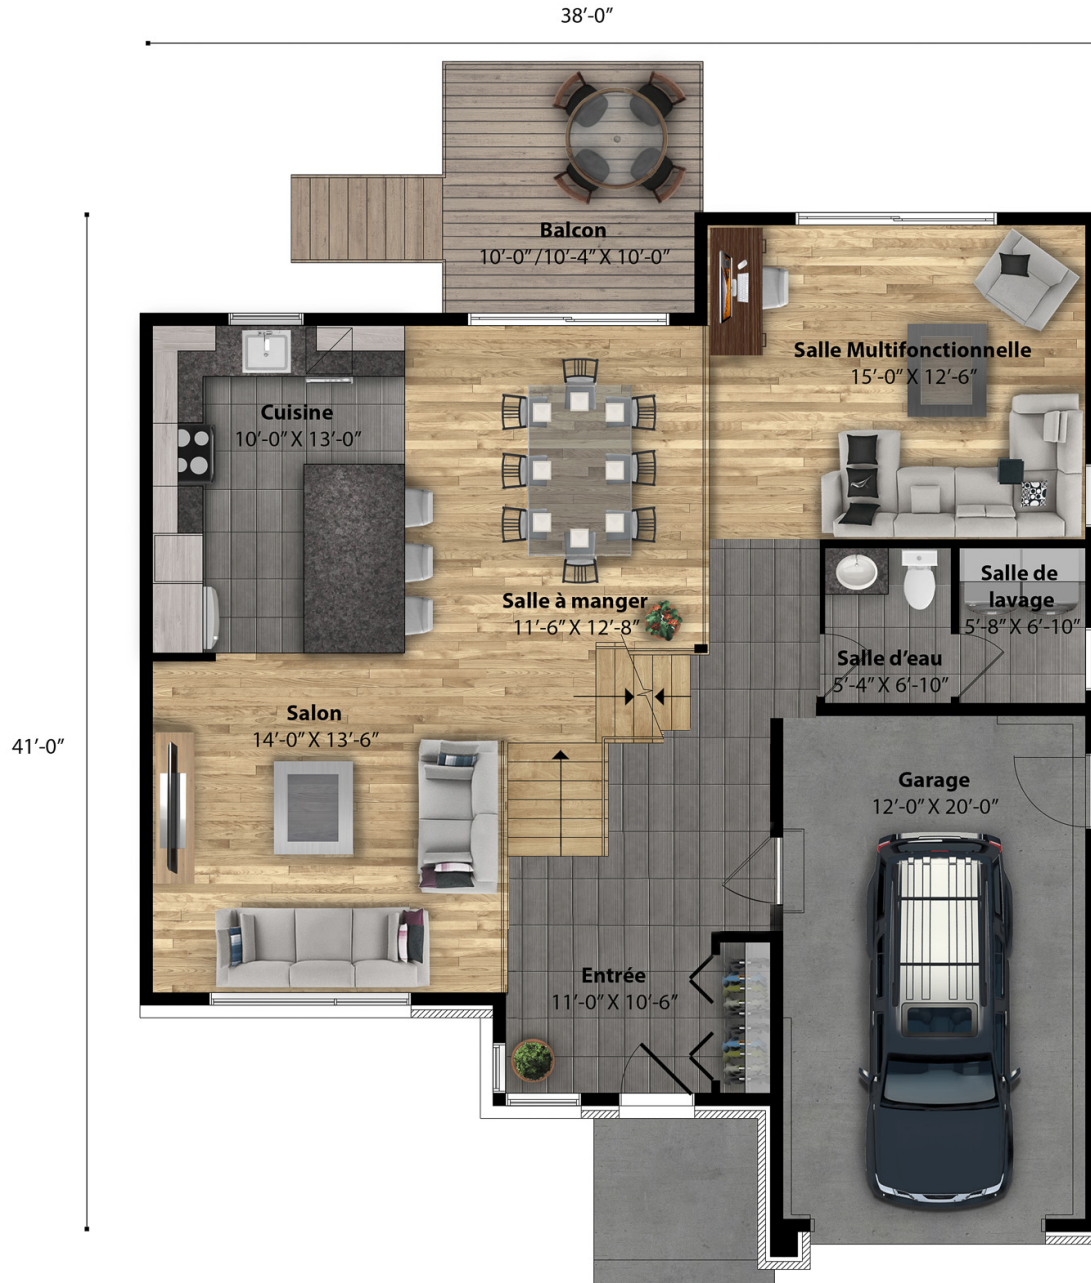 38’-0”
Balcon
10’-0”/10’-4” X 10’-0”
Salle Multifonctionnelle
15’-0” X 12’-6”
Cuisine
10’-0” X 13’-0”
Salle à manger
11’-6” X 12’-8”
Salle de
lavage
5’-8” X 6’-10”
Salle d’eau
5’-4” X 6’-10”
Salon
14’-0” X 13’-6”
41’-0”
Garage
12’-0” X 20’-0”
Entrée
11’-0” X 10’-6”